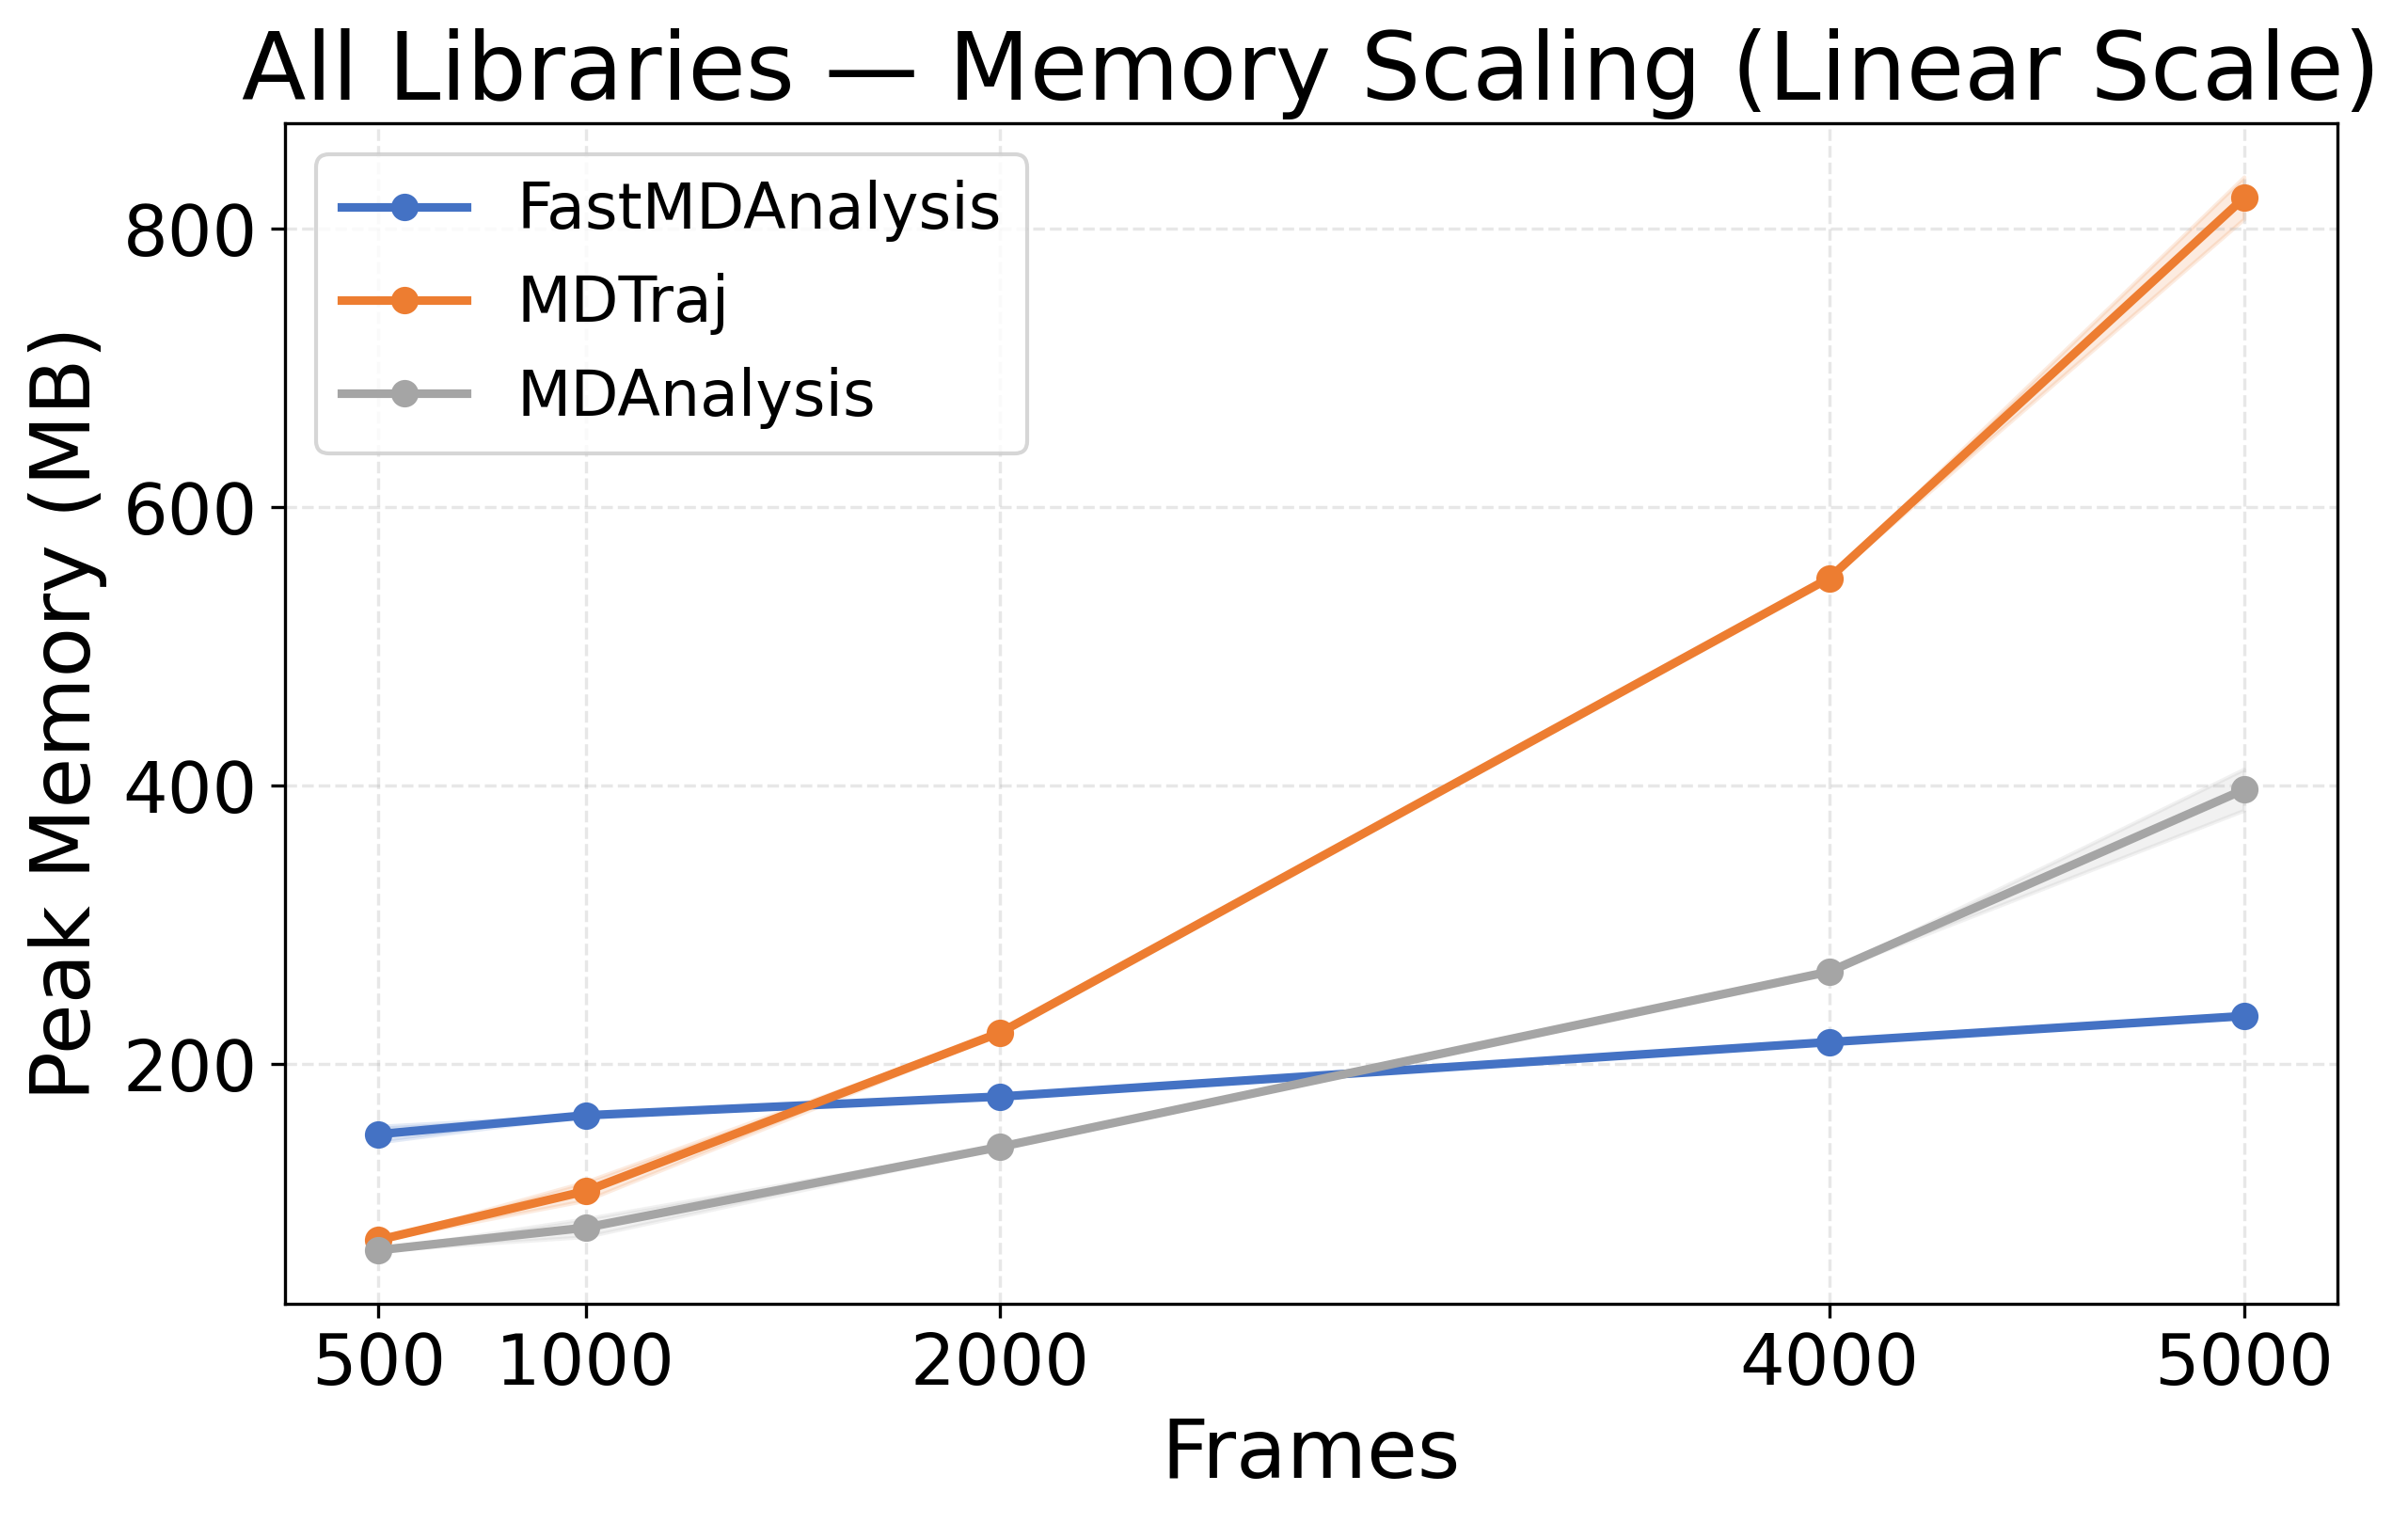 All Libraries — Memory Scaling (Linear Scale)
FastMDAnalysis
MDTraj
MDAnalysis
Peak Memory (MB)
800
600
400
200
500 1000 2000 4000 5000
Frames